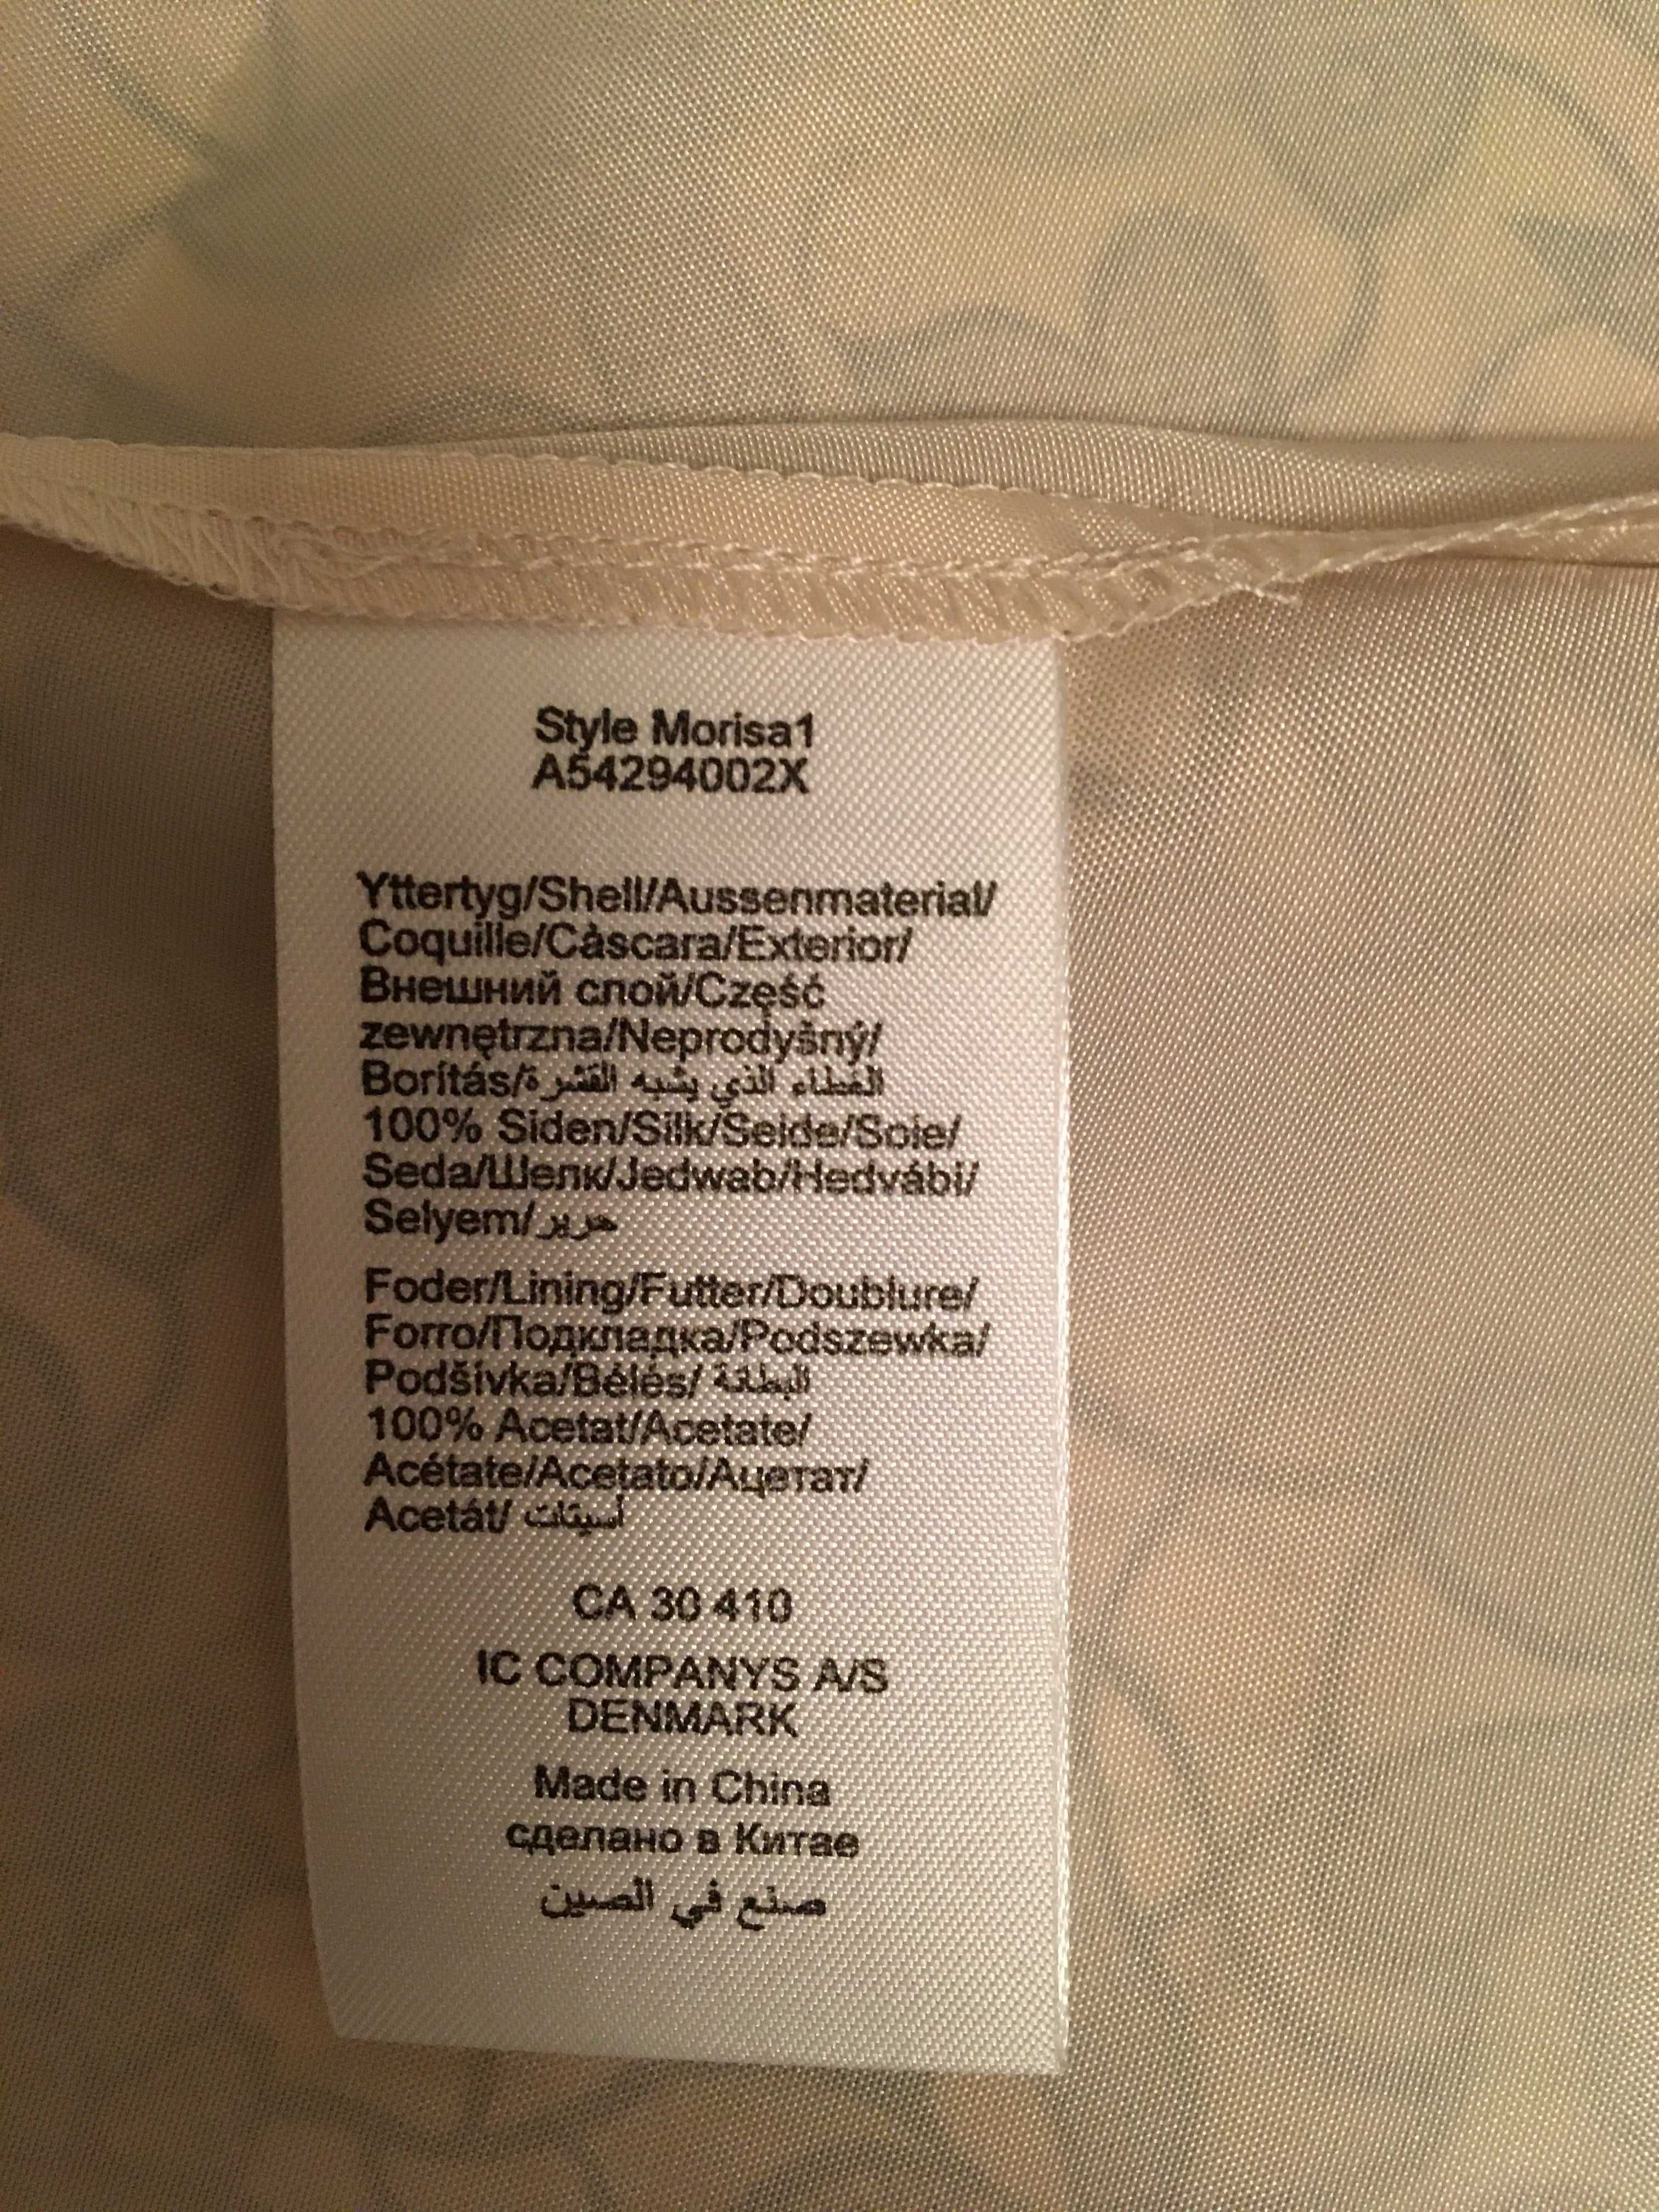 Style Morisa1
A54294002X
Yttertyg/Shell/Aussenmaterial/
Coquille/Càscara/Exterior/
Внешний слой/Część
zewnętrzna/Neprodyšný/
Borítás/الغطاء الذي يشبه القشرة
100% Siden/Silk/Seide/Soie/
Seda/Шелк/Jedwab/Hedvábí/
Selyem/حرير
Foder/Lining/Futter/Doublure/
Forro/Подкладка/Podszewka/
Podšívka/Bélés/ البطانة
100% Acetat/Acetate/
Acétate/Acetato/Ацетат/
Acetát/ أسيتات
CA 30 410
IC COMPANYS A/S
DENMARK
Made in China
сделано в Китае
صنع في الصين